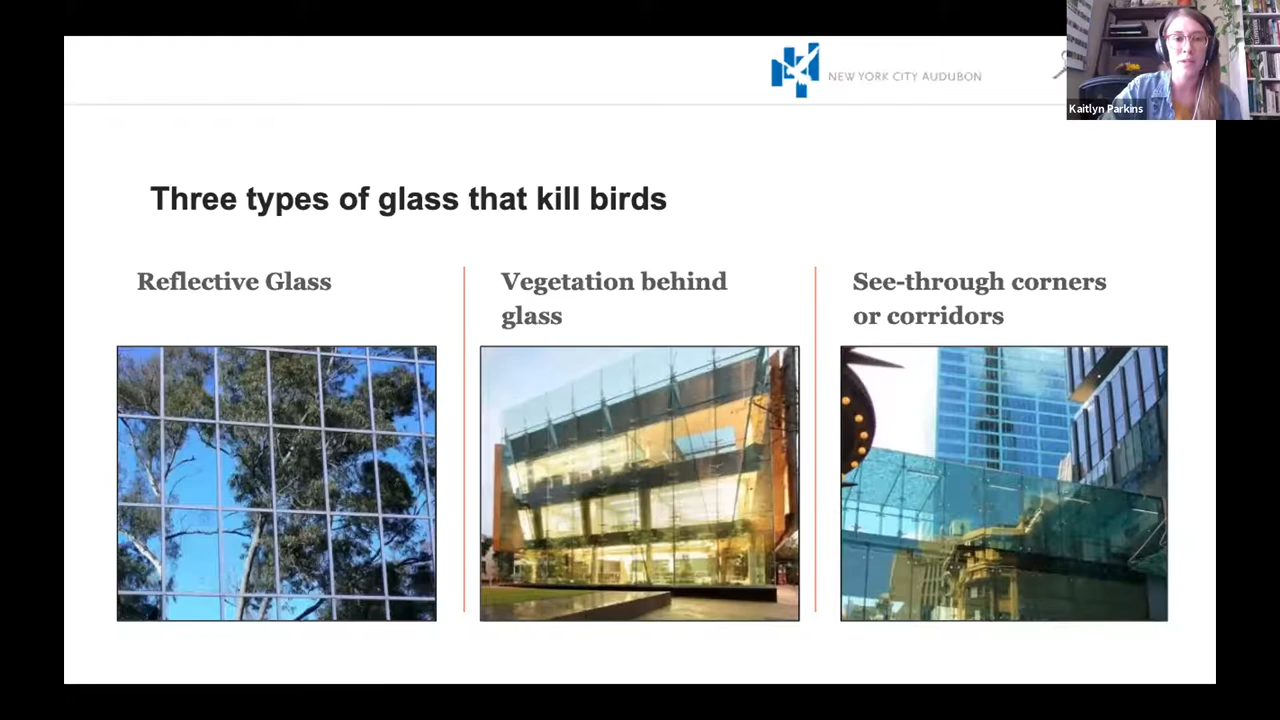 NEW YORK CITY AUDUBON
Kaitlyn Parkins
Three types of glass that kill birds
Reflective Glass
Vegetation behind
glass
See-through corners
or corridors